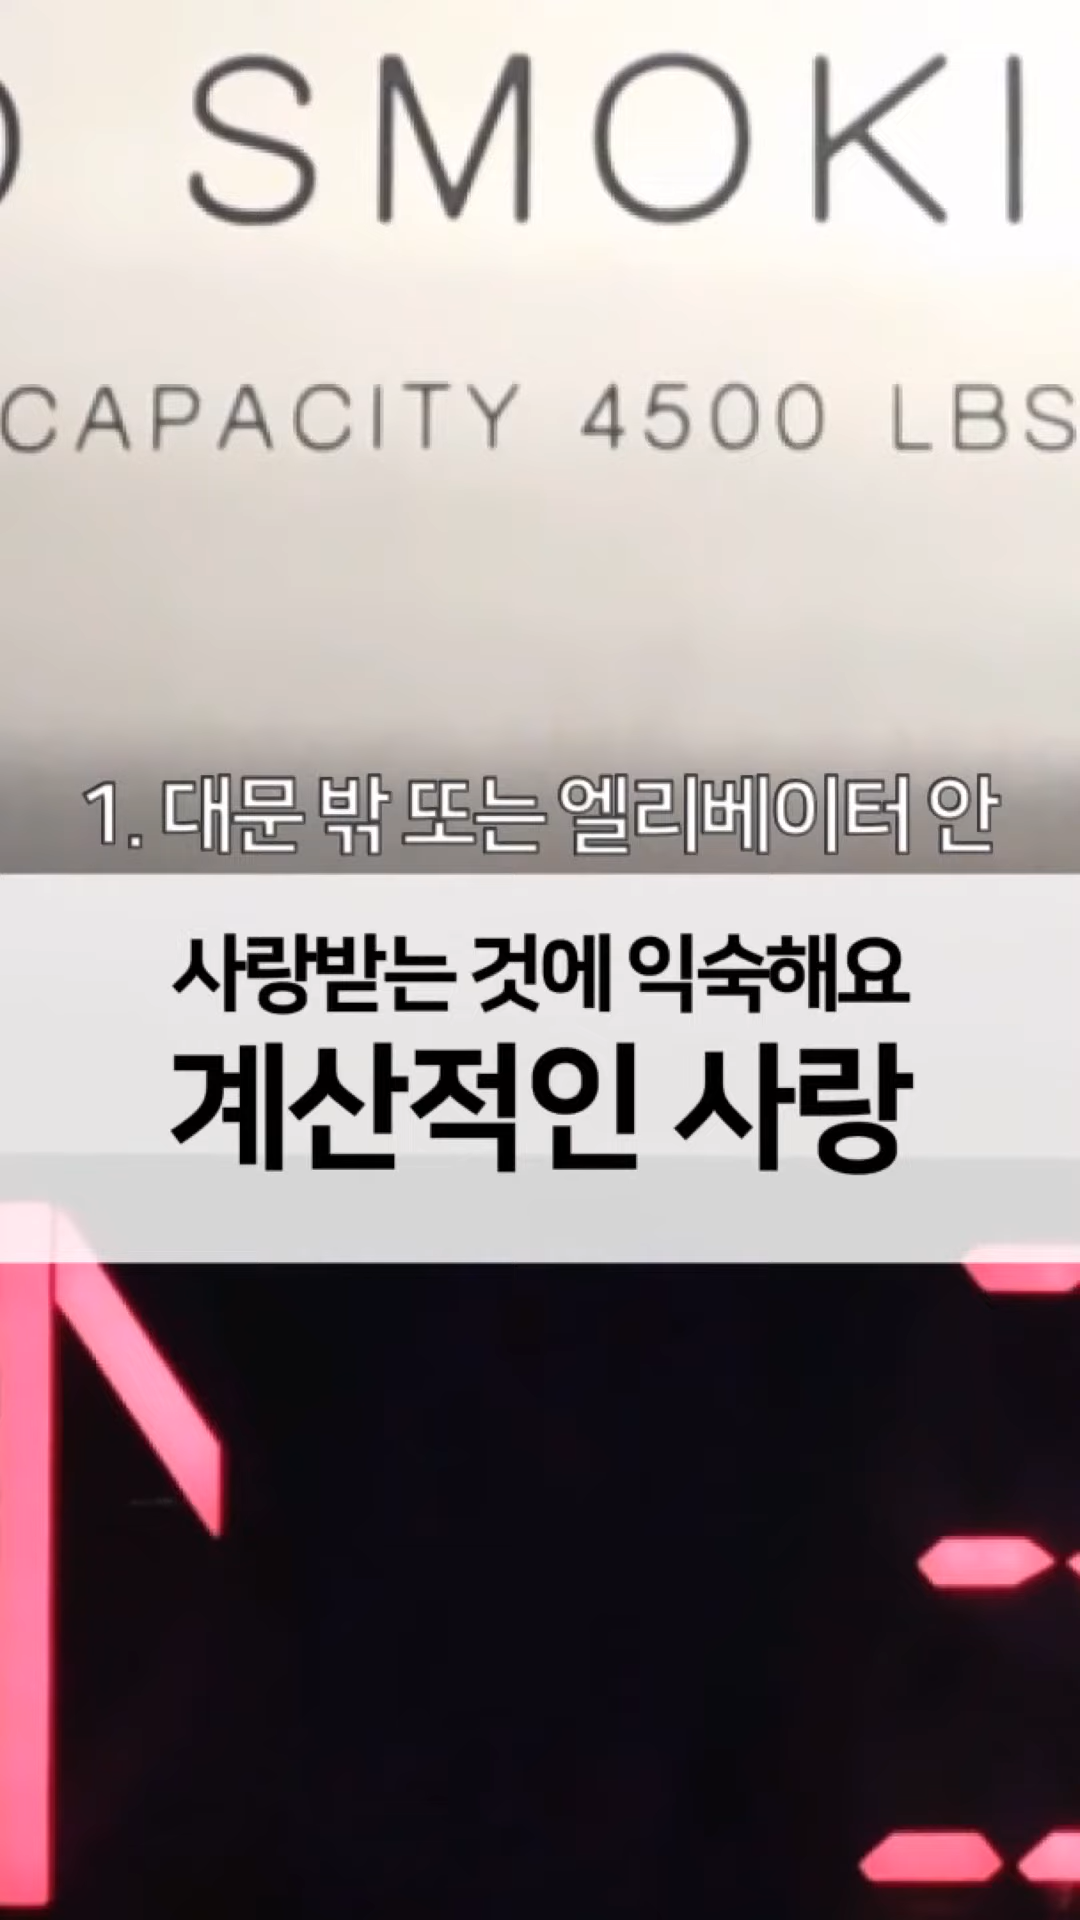 SMOKI
CAPACITY 4500 LBS
1. 대문 밖 또는 엘리베이터 안
사랑받는 것에 익숙해요
계산적인 사랑